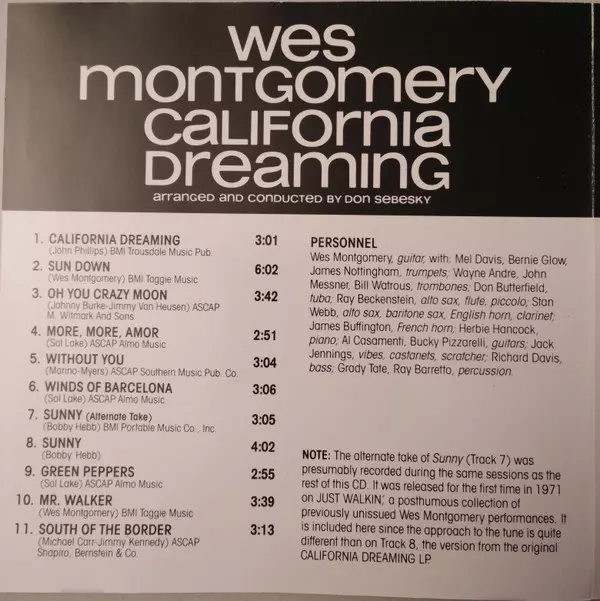 wes
montgomery
california
dreaming
arranged and conducted by don sebesky
1. CALIFORNIA DREAMING 3:01
(John Phillips) BMI Trousdale Music Pub.
2. SUN DOWN 6:02
(Wes Montgomery) BMI Taggie Music
3. OH YOU CRAZY MOON 3:42
(Johnny Burke-Jimmy Van Heusen) ASCAP
M. Witmark And Sons
4. MORE, MORE, AMOR 2:51
(Sol Lake) ASCAP Almo Music
5. WITHOUT YOU 3:04
(Marino-Myers) ASCAP Southern Music Pub. Co.
6. WINDS OF BARCELONA 3:06
(Sol Lake) ASCAP Almo Music
7. SUNNY (Alternate Take) 3:05
(Bobby Hebb) BMI Portable Music Co., Inc.
8. SUNNY 4:02
(Bobby Hebb)
9. GREEN PEPPERS 2:55
(Sol Lake) ASCAP Almo Music
10. MR. WALKER 3:39
(Wes Montgomery) BMI Taggie Music
11. SOUTH OF THE BORDER 3:13
(Michael Carr-Jimmy Kennedy) ASCAP
Shapiro, Bernstein & Co.
PERSONNEL
Wes Montgomery, guitar, with: Mel Davis, Bernie Glow,
James Nottingham, trumpets; Wayne Andre, John
Messner, Bill Watrous, trombones; Don Butterfield,
tuba; Ray Beckenstein, alto sax, flute, piccolo; Stan
Webb, alto sax, baritone sax, English horn, clarinet;
James Buffington, French horn; Herbie Hancock,
piano; Al Casamenti, Bucky Pizzarelli, guitars; Jack
Jennings, vibes, castanets, scratcher; Richard Davis,
bass; Grady Tate, Ray Barretto, percussion.
NOTE: The alternate take of Sunny (Track 7) was
presumably recorded during the same sessions as the
rest of this CD. It was released for the first time in 1971
on JUST WALKIN,' a posthumous collection of
previously unissued Wes Montgomery performances. It
is included here since the approach to the tune is quite
different than on Track 8, the version from the original
CALIFORNIA DREAMING LP.